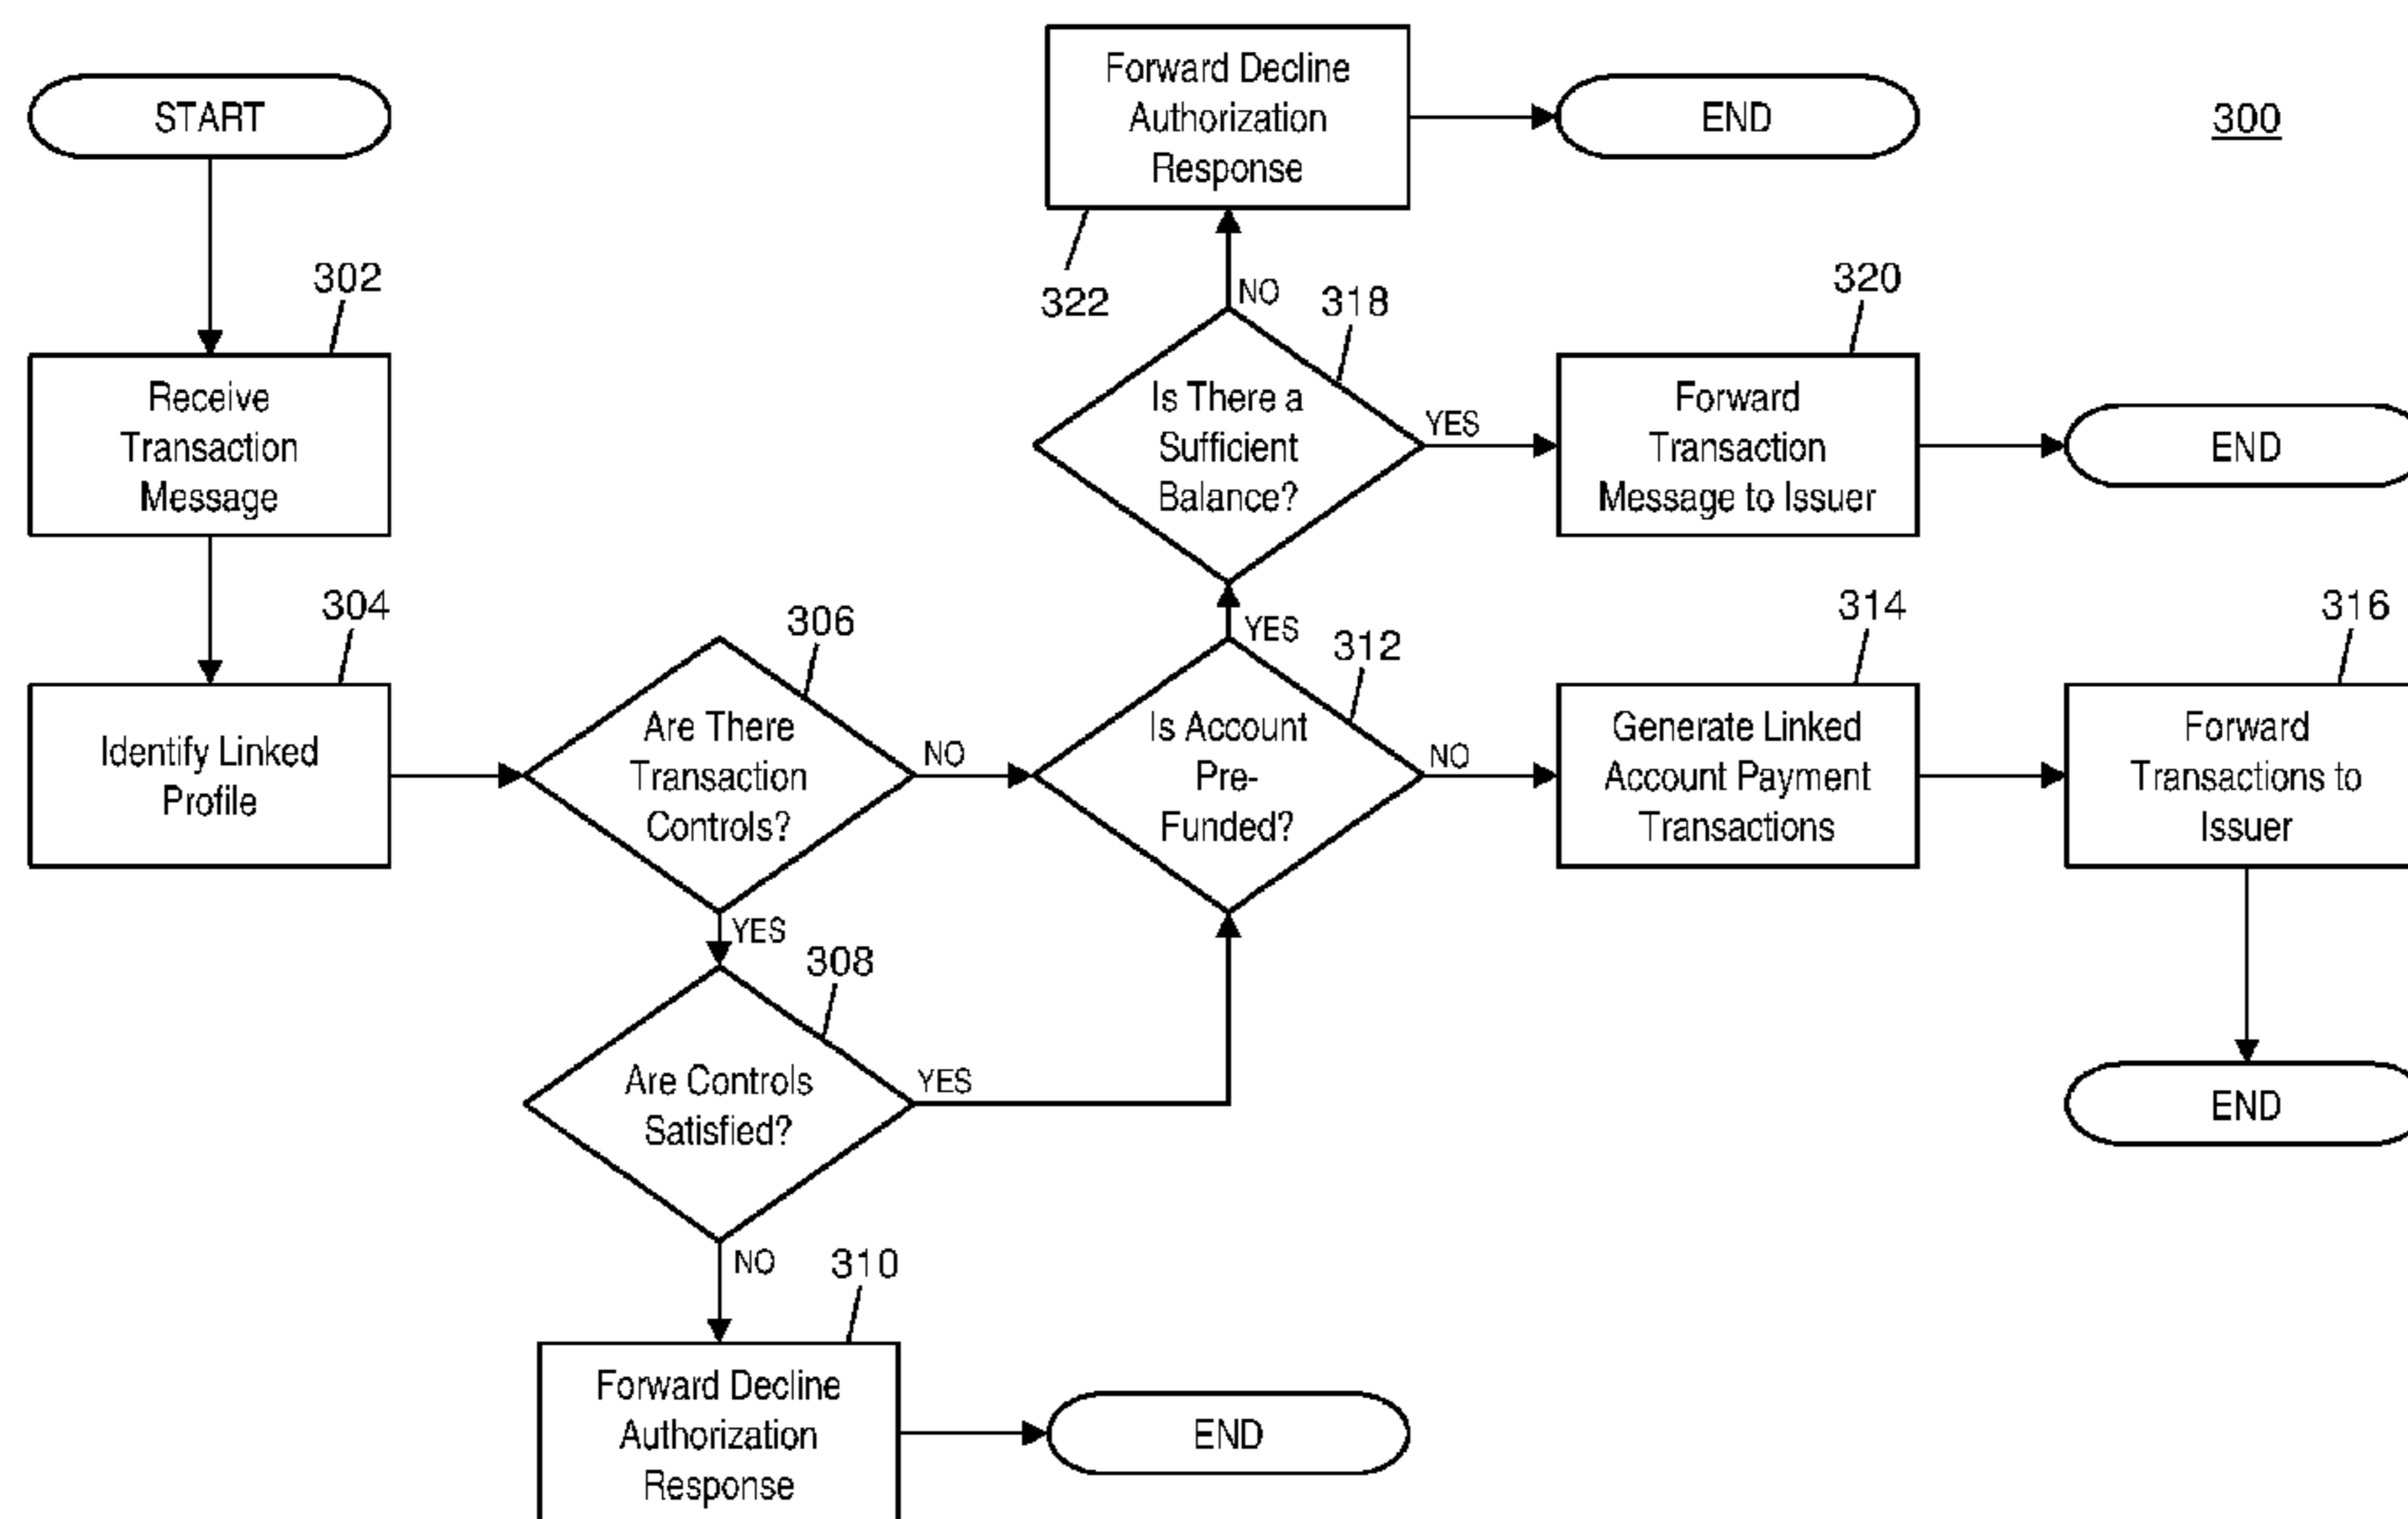 START
302
Receive
Transaction
Message
304
Identify Linked
Profile
306
Are There
Transaction
Controls?
NO
YES
308
Are Controls
Satisfied?
YES
NO
310
Forward Decline
Authorization
Response
END
312
Is Account
Pre-
Funded?
YES
NO
314
Generate Linked
Account Payment
Transactions
316
Forward
Transactions to
Issuer
END
318
Is There a
Sufficient
Balance?
YES
NO
320
Forward
Transaction
Message to Issuer
END
322
Forward Decline
Authorization
Response
END
300